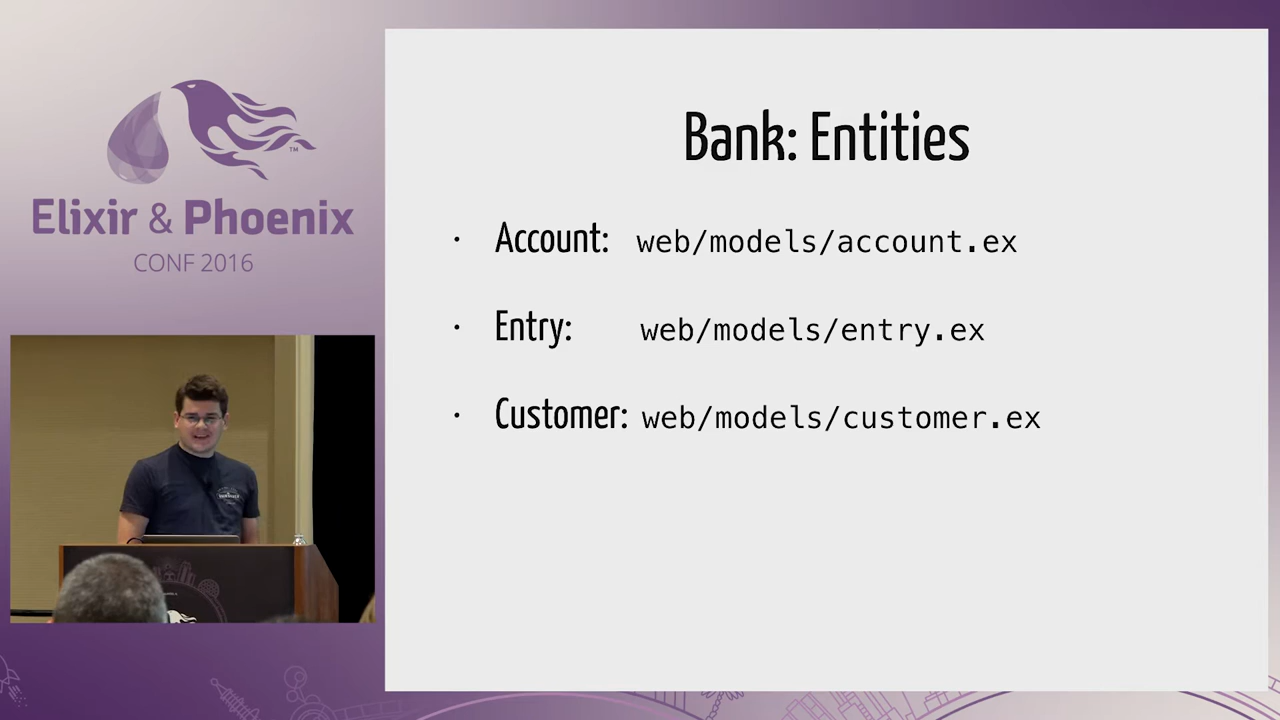 Elixir & Phoenix
™
CONF 2016
Bank: Entities
· Account: web/models/account.ex
· Entry: web/models/entry.ex
· Customer: web/models/customer.ex